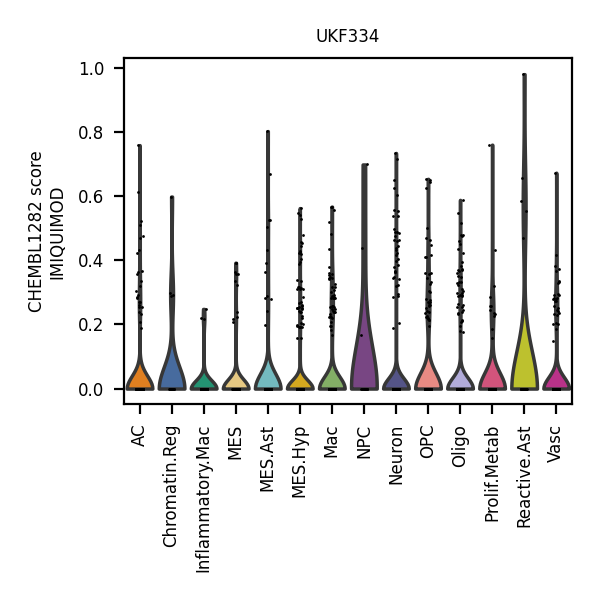 UKF334
CHEMBL1282 score
IMIQUIMOD
1.0
0.8
0.6
0.4
0.2
0.0
AC
Chromatin.Reg
Inflammatory.Mac
MES
MES.Ast
MES.Hyp
Mac
NPC
Neuron
OPC
Oligo
Prolif.Metab
Reactive.Ast
Vasc